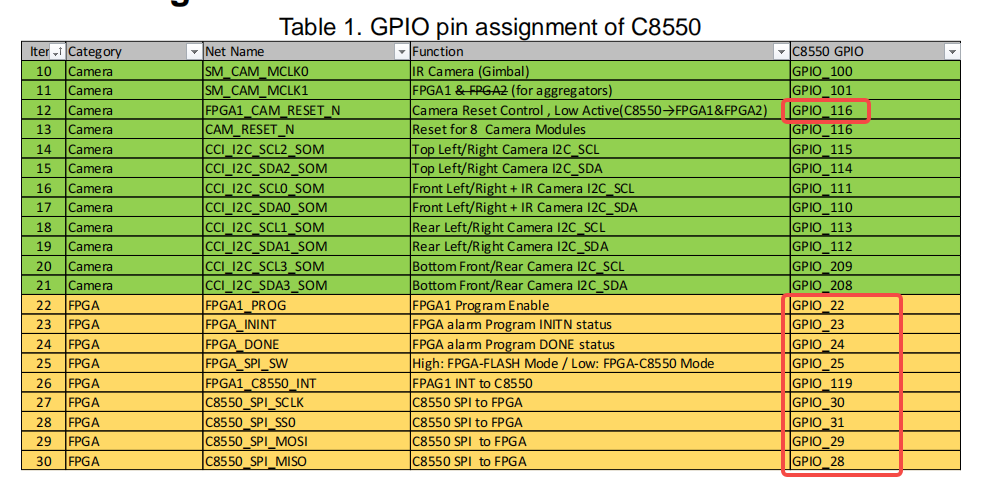 Table 1. GPIO pin assignment of C8550
Iter Category Net Name Function C8550 GPIO
10 Camera SM_CAM_MCLK0 IR Camera (Gimbal) GPIO_100
11 Camera SM_CAM_MCLK1 FPGA1 & FPGA2 (for aggregators) GPIO_101
12 Camera FPGA1_CAM_RESET_N Camera Reset Control , Low Active(C8550→FPGA1&FPGA2) GPIO_116
13 Camera CAM_RESET_N Reset for 8 Camera Modules GPIO_116
14 Camera CCI_I2C_SCL2_SOM Top Left/Right Camera I2C_SCL GPIO_115
15 Camera CCI_I2C_SDA2_SOM Top Left/Right Camera I2C_SDA GPIO_114
16 Camera CCI_I2C_SCL0_SOM Front Left/Right + IR Camera I2C_SCL GPIO_111
17 Camera CCI_I2C_SDA0_SOM Front Left/Right + IR Camera I2C_SDA GPIO_110
18 Camera CCI_I2C_SCL1_SOM Rear Left/Right Camera I2C_SCL GPIO_113
19 Camera CCI_I2C_SDA1_SOM Rear Left/Right Camera I2C_SDA GPIO_112
20 Camera CCI_I2C_SCL3_SOM Bottom Front/Rear Camera I2C_SCL GPIO_209
21 Camera CCI_I2C_SDA3_SOM Bottom Front/Rear Camera I2C_SDA GPIO_208
22 FPGA FPGA1_PROG FPGA1 Program Enable GPIO_22
23 FPGA FPGA_ININT FPGA alarm Program INITN status GPIO_23
24 FPGA FPGA_DONE FPGA alarm Program DONE status GPIO_24
25 FPGA FPGA_SPI_SW High: FPGA-FLASH Mode / Low: FPGA-C8550 Mode GPIO_25
26 FPGA FPGA1_C8550_INT FPAG1 INT to C8550 GPIO_119
27 FPGA C8550_SPI_SCLK C8550 SPI to FPGA GPIO_30
28 FPGA C8550_SPI_SS0 C8550 SPI to FPGA GPIO_31
29 FPGA C8550_SPI_MOSI C8550 SPI to FPGA GPIO_29
30 FPGA C8550_SPI_MISO C8550 SPI to FPGA GPIO_28